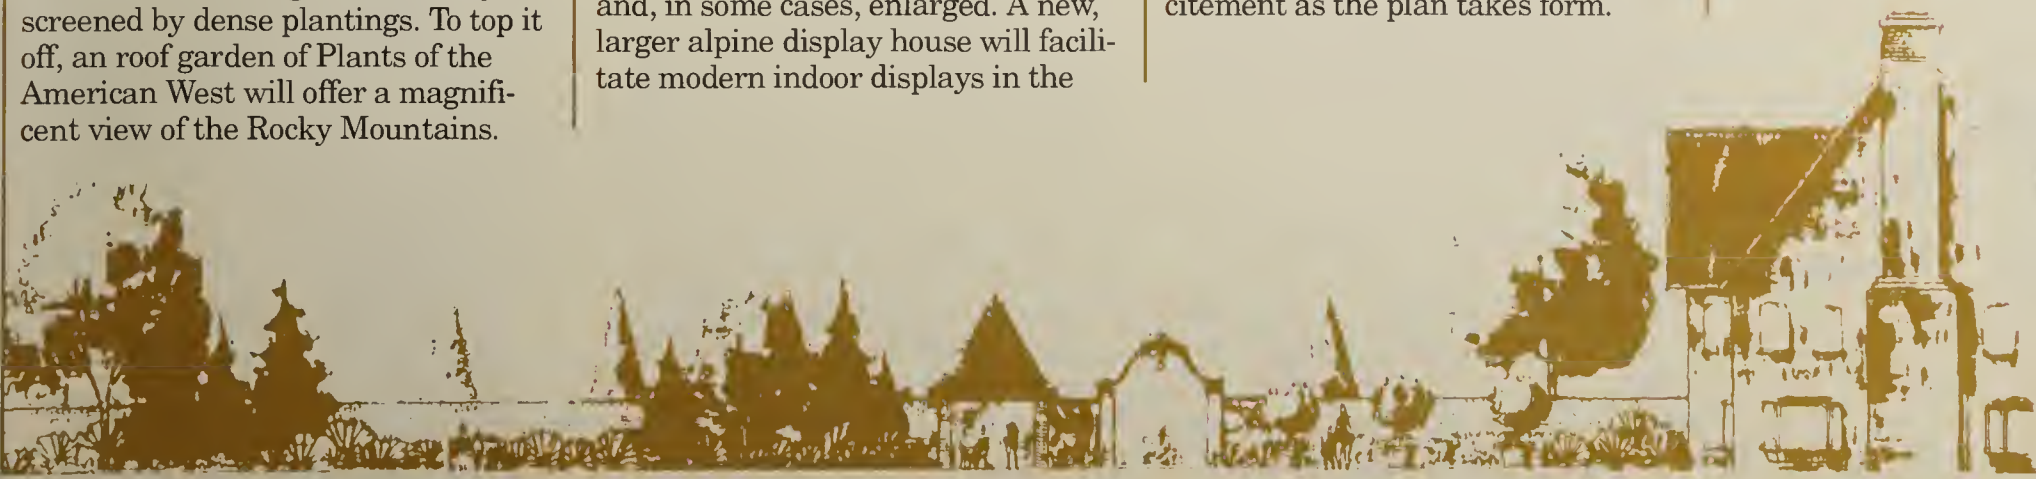 screened by dense plantings. To top it
off, an roof garden of Plants of the
American West will offer a magnifi-
cent view of the Rocky Mountains.
and, in some cases, enlarged. A new,
larger alpine display house will facili-
tate modern indoor displays in the
citement as the plan takes form.